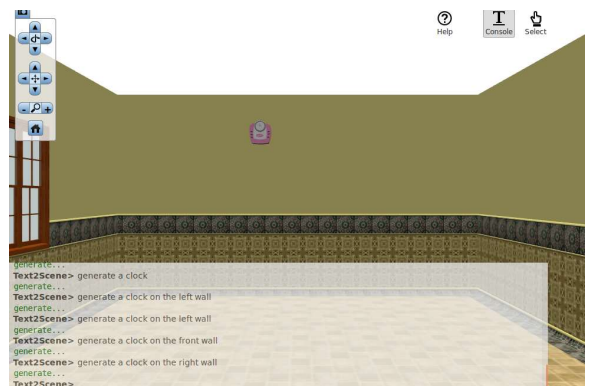 Help
Console
Select
generate...
Text2Scene> generate a clock
generate...
Text2Scene> generate a clock on the left wall
generate...
Text2Scene> generate a clock on the left wall
generate...
Text2Scene> generate a clock on the front wall
generate...
Text2Scene> generate a clock on the right wall
generate...
Text2Scene>